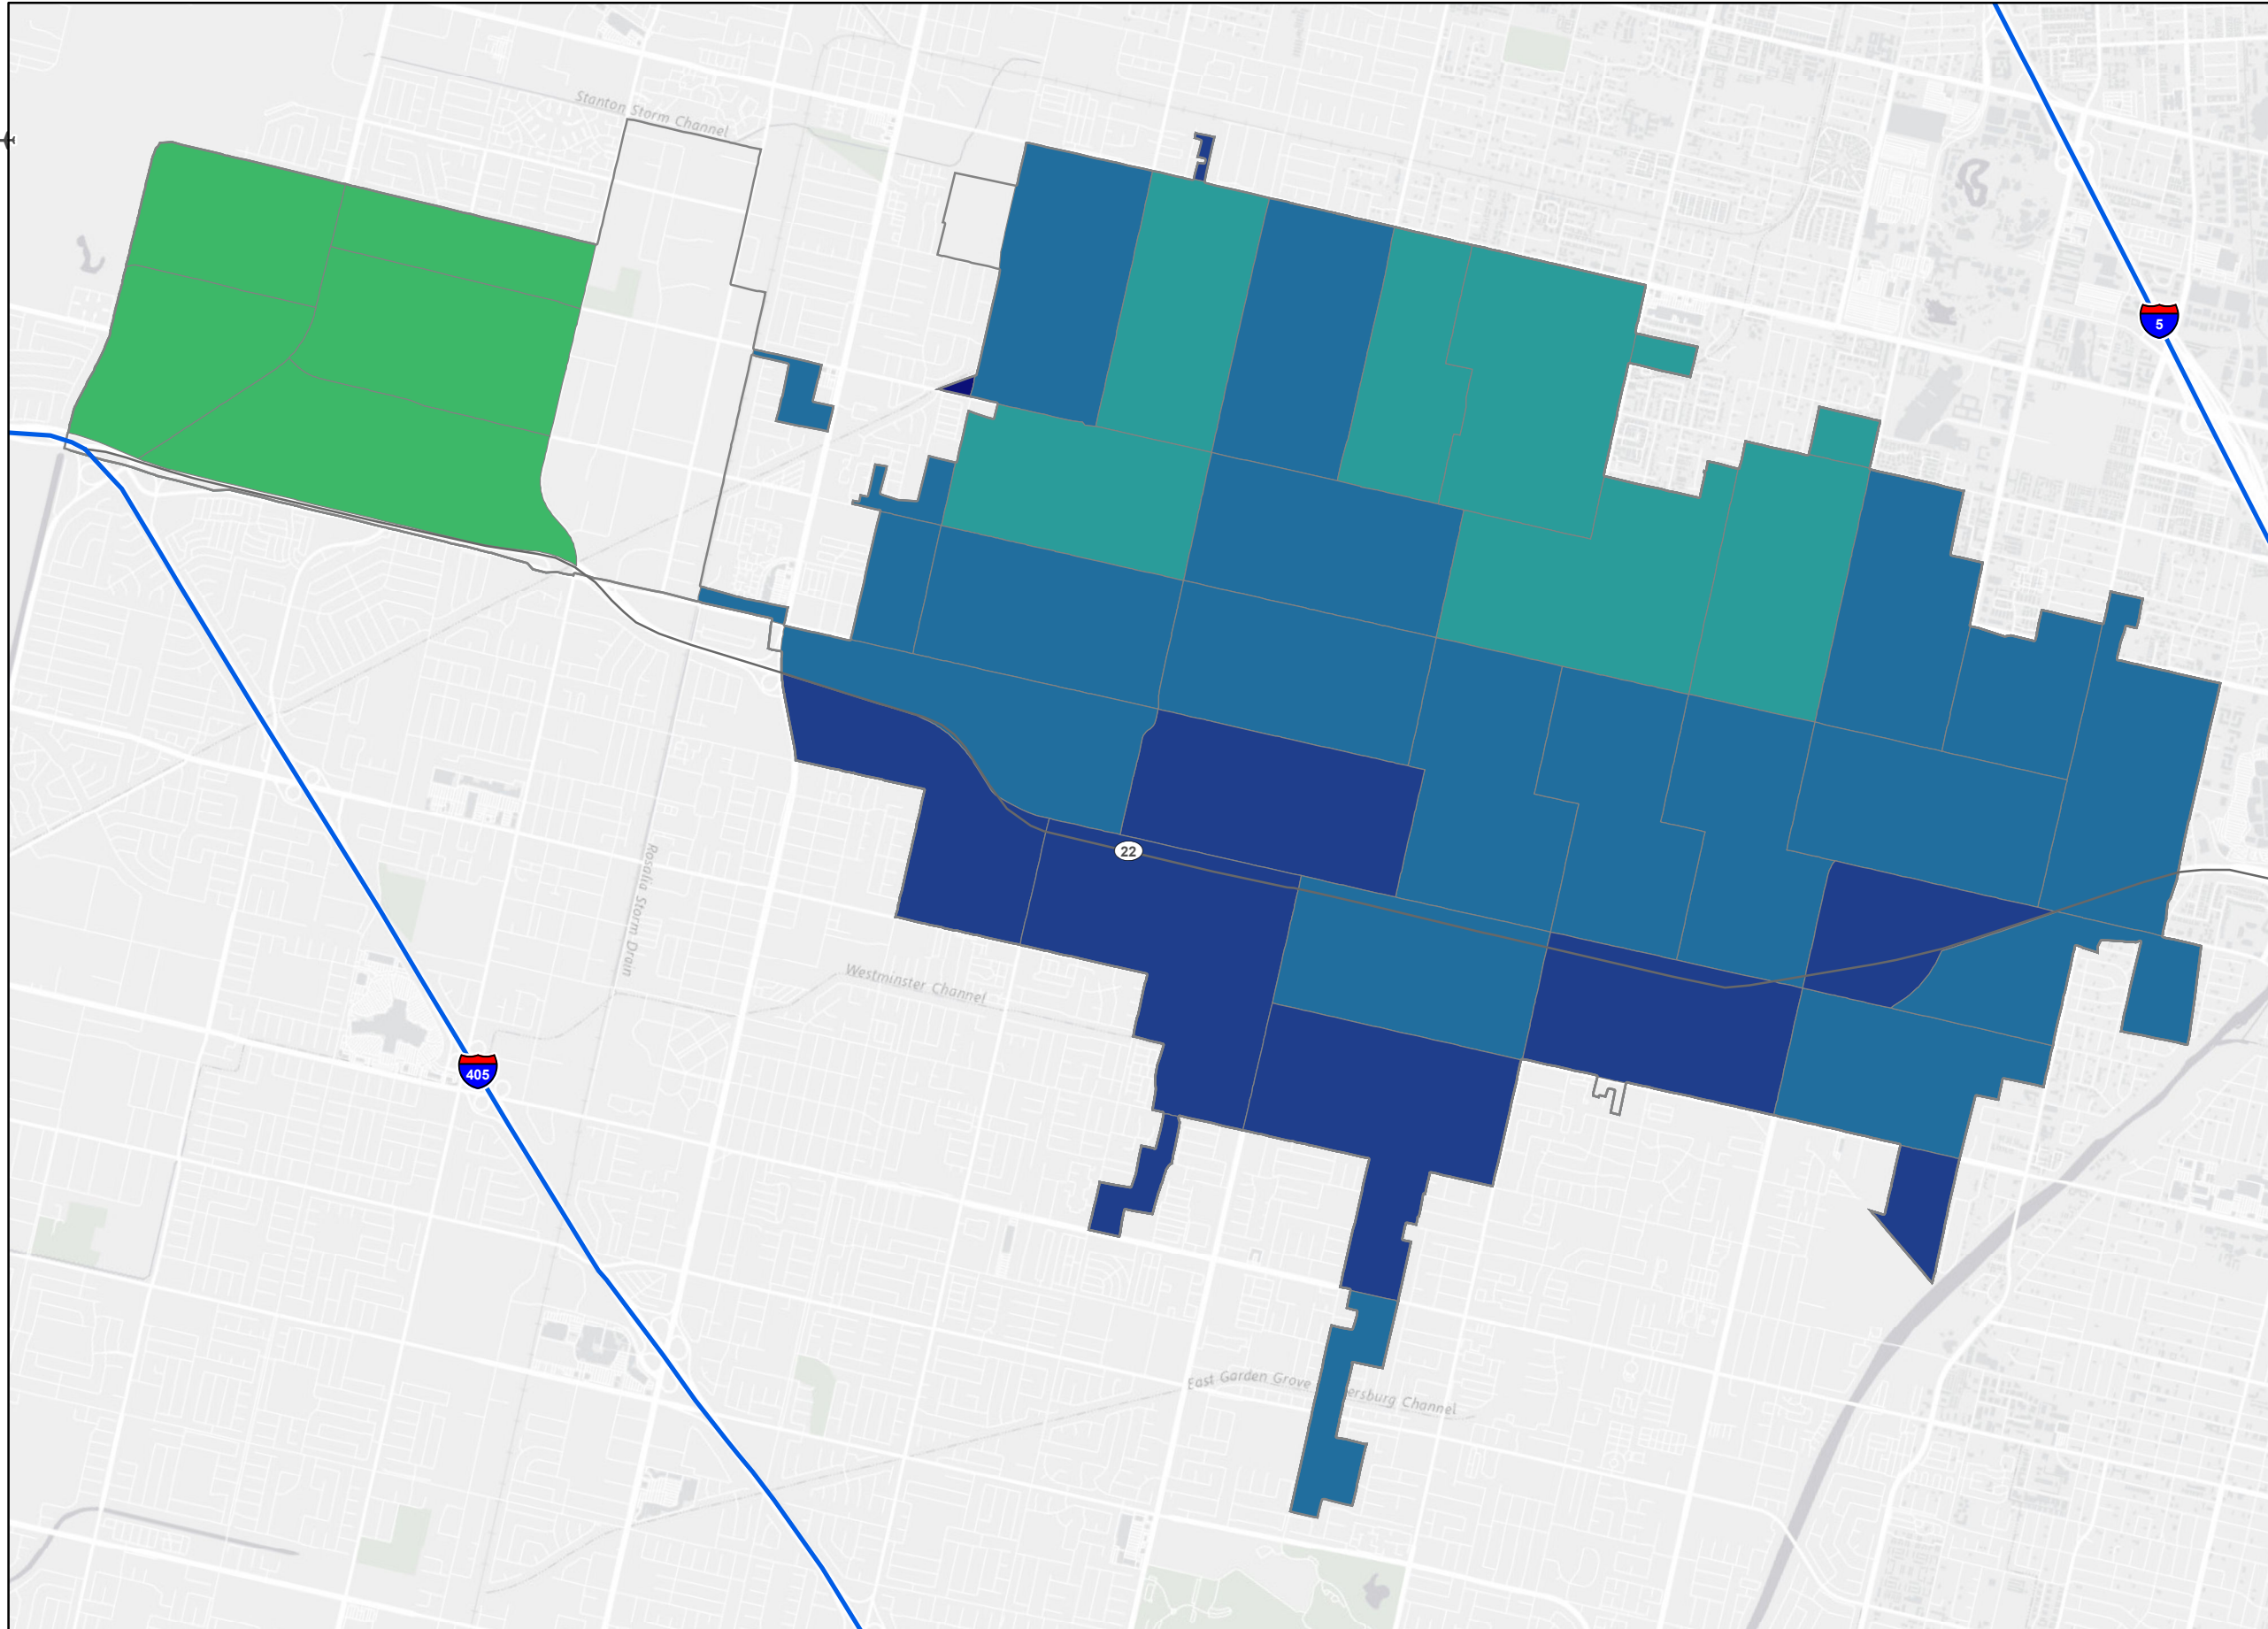 Stanton Storm Channel
5
22
Rosalia Storm Drain
Westminster Channel
405
East Garden Grove
ersburg Channel